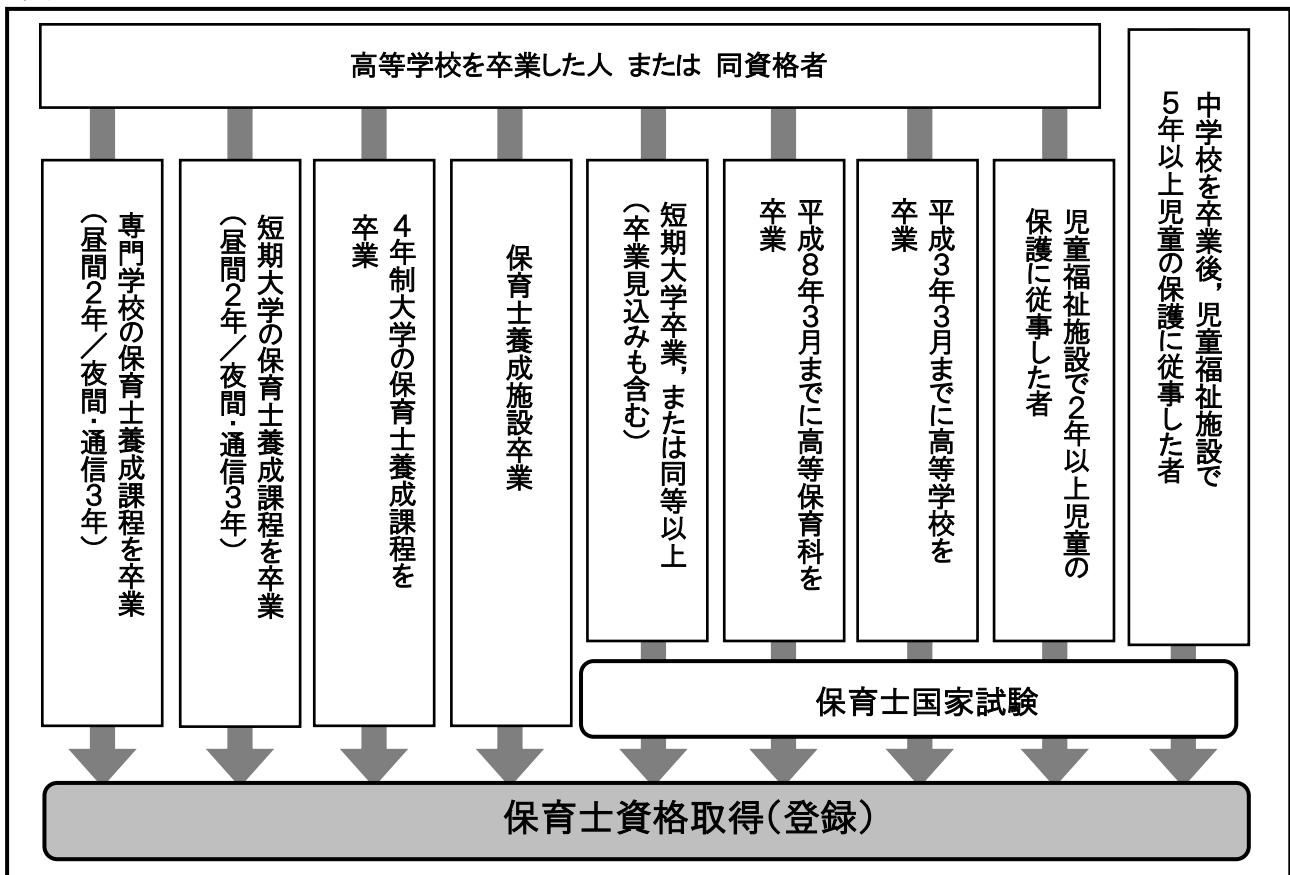 高等学校を卒業した人 または 同資格者
専門学校の保育士養成課程を卒業
（昼間２年／夜間・通信３年）
短期大学の保育士養成課程を卒業
（昼間２年／夜間・通信３年）
４年制大学の保育士養成課程を
卒業
保育士養成施設卒業
短期大学卒業，または同等以上
（卒業見込みも含む）
平成８年３月までに高等保育科を
卒業
平成３年３月までに高等学校を
卒業
児童福祉施設で２年以上児童の
保護に従事した者
中学校を卒業後，児童福祉施設で
５年以上児童の保護に従事した者
保育士国家試験
保育士資格取得（登録）